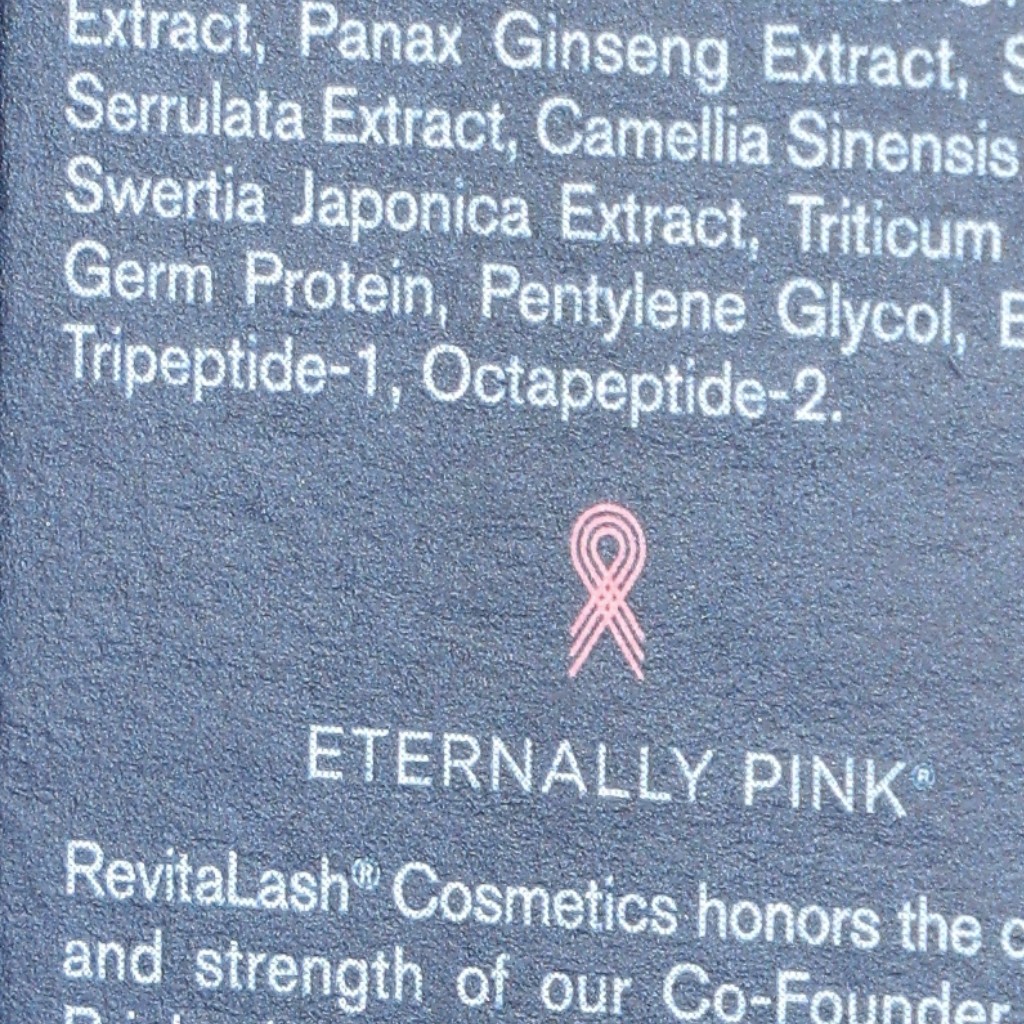 Extract, Panax Ginseng Extract,
Serrulata Extract, Camellia Sinensis
Swertia Japonica Extract, Triticum
Germ Protein, Pentylene Glycol,
Tripeptide-1, Octapeptide-2.
ETERNALLY PINK®
RevitaLash® Cosmetics honors the
and strength of our Co-Founder